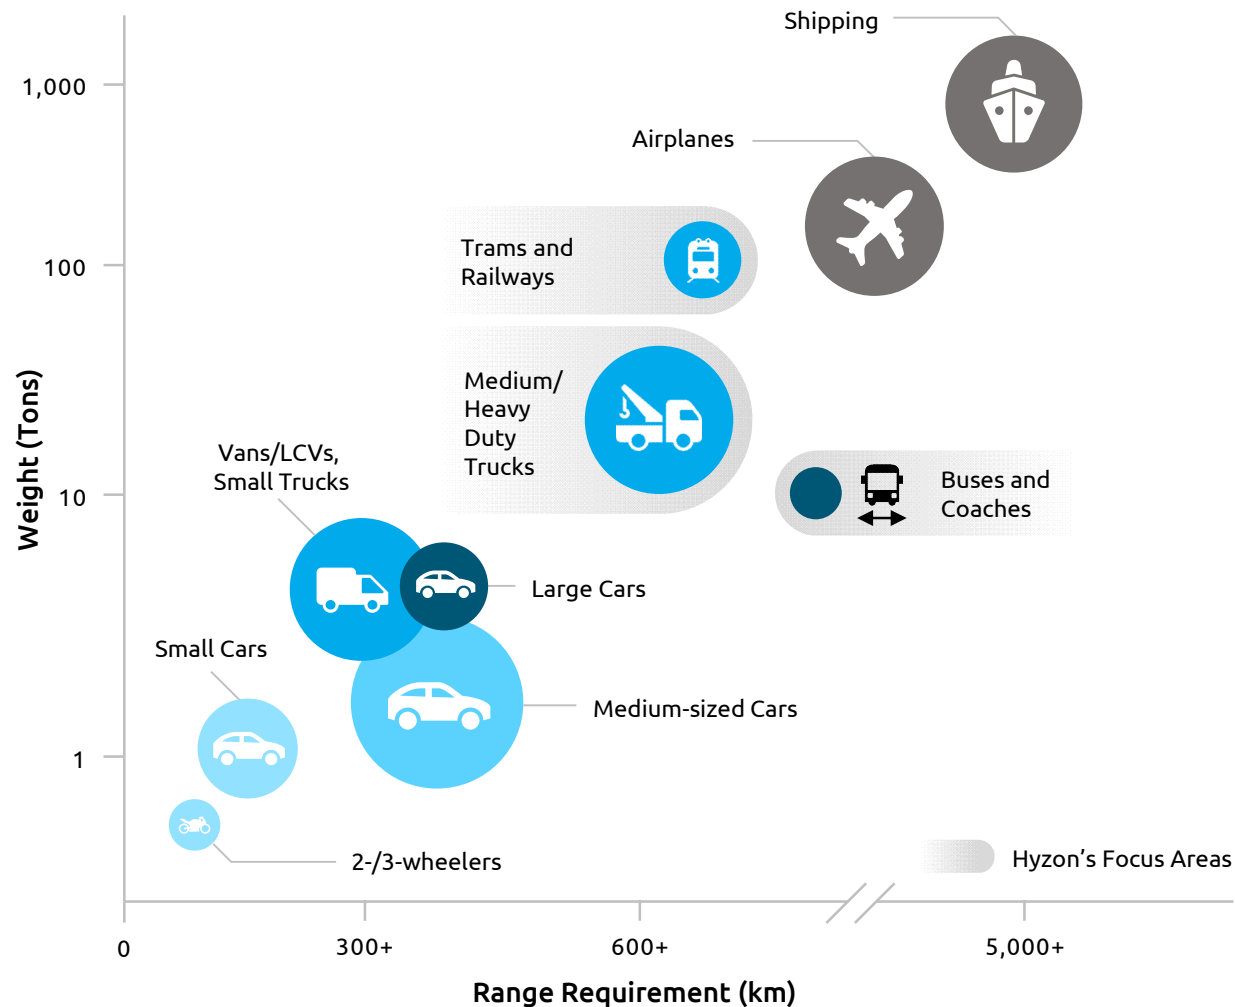 Shipping
1,000
Airplanes
Trams and
Railways
100
Medium/
Heavy
Duty
Trucks
Weight (Tons)
Vans/LCVs,
Small Trucks
10
Buses and
Coaches
Large Cars
Small Cars
Medium-sized Cars
1
2-/3-wheelers
Hyzon’s Focus Areas
0
300+
600+
5,000+
Range Requirement (km)